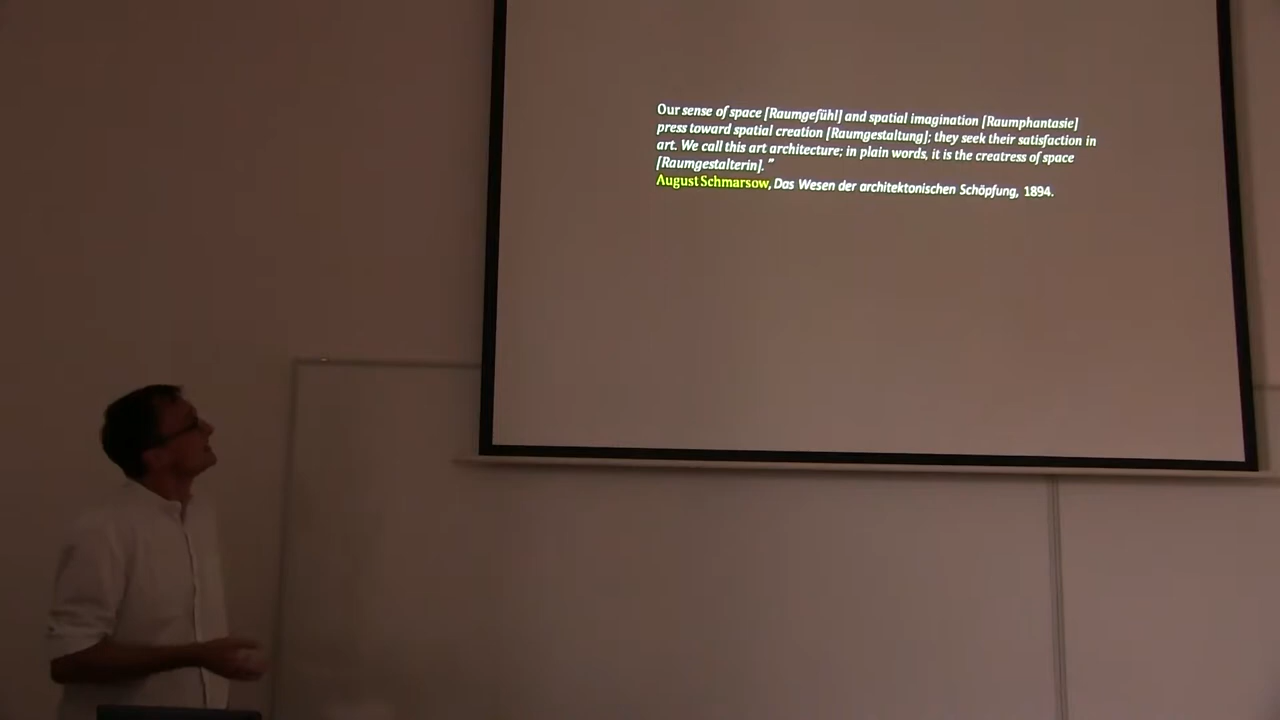 Our sense of space [Raumgefühl] and spatial imagination [Raumphantasie]
press toward spatial creation [Raumgestaltung]; they seek their satisfaction in
art. We call this art architecture; in plain words, it is the creatress of space
[Raumgestalterin]. ”
August Schmarsow, Das Wesen der architektonischen Schöpfung, 1894.